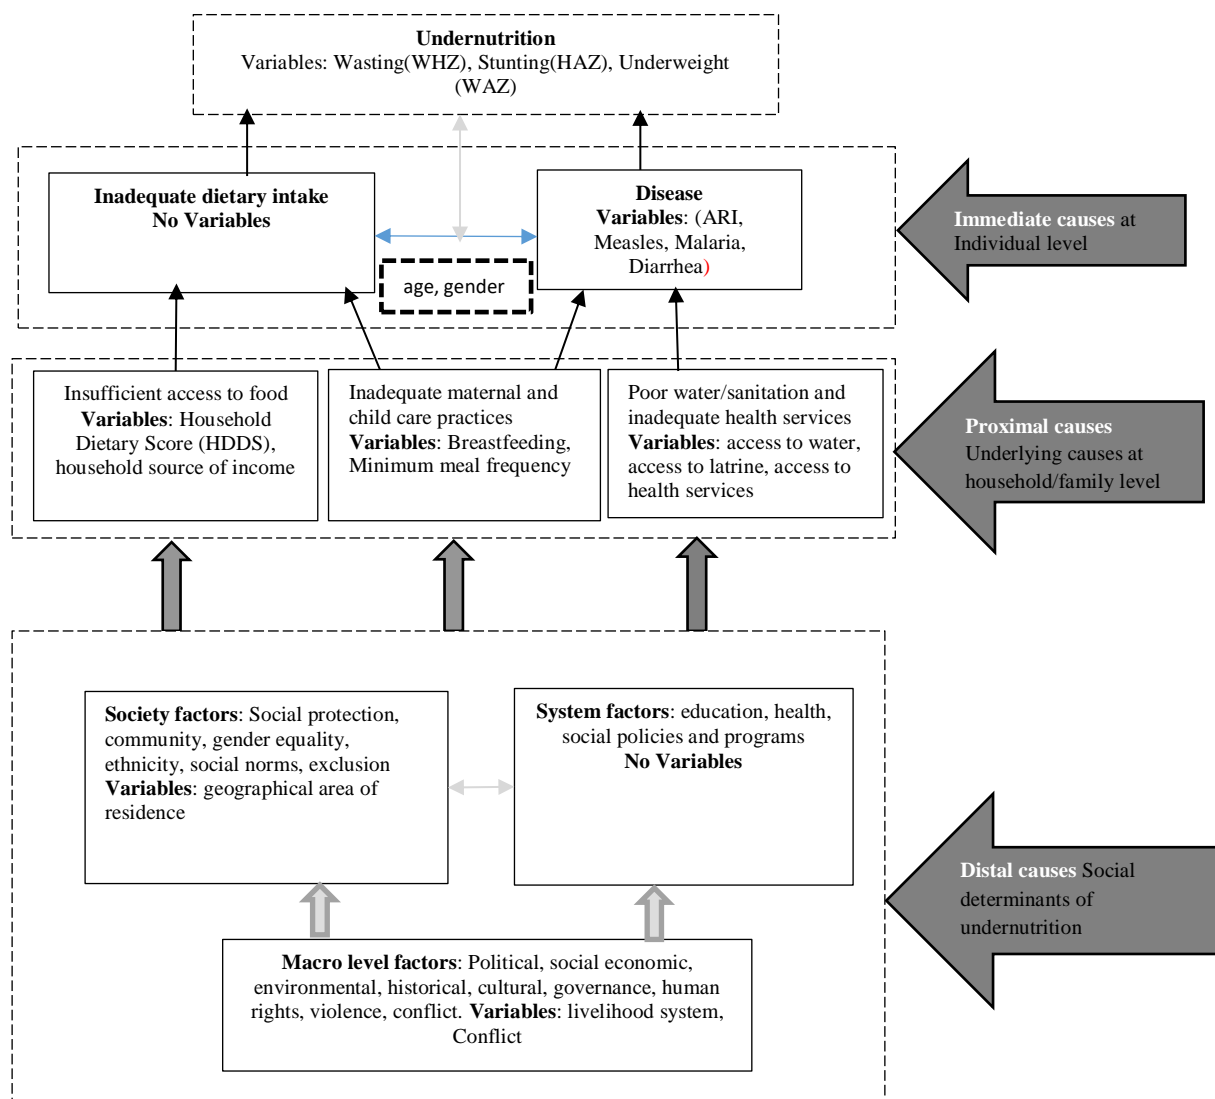 Undernutrition
Variables: Wasting(WHZ), Stunting(HAZ), Underweight
(WAZ)
Inadequate dietary intake
No Variables
Disease
Variables: (ARI,
Measles, Malaria,
Diarrhea)
age, gender
Immediate causes at
Individual level
Insufficient access to food
Variables: Household
Dietary Score (HDDS),
household source of income
Inadequate maternal and
child care practices
Variables: Breastfeeding,
Minimum meal frequency
Poor water/sanitation and
inadequate health services
Variables: access to water,
access to latrine, access to
health services
Proximal causes
Underlying causes at
household/family level
Society factors: Social protection,
community, gender equality,
ethnicity, social norms, exclusion
Variables: geographical area of
residence
System factors: education, health,
social policies and programs
No Variables
Distal causes Social
determinants of
undernutrition
Macro level factors: Political, social economic,
environmental, historical, cultural, governance, human
rights, violence, conflict. Variables: livelihood system,
Conflict